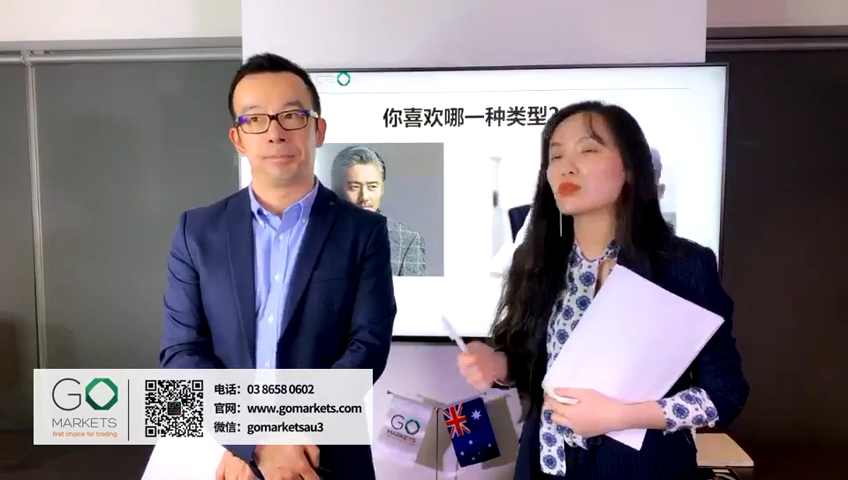 你喜欢哪一种类型?
GO
MARKETS
first choice for trading
电话： 03 8658 0602
官网： www.gomarkets.com
微信： gomarketsau3
GO
MARKETS